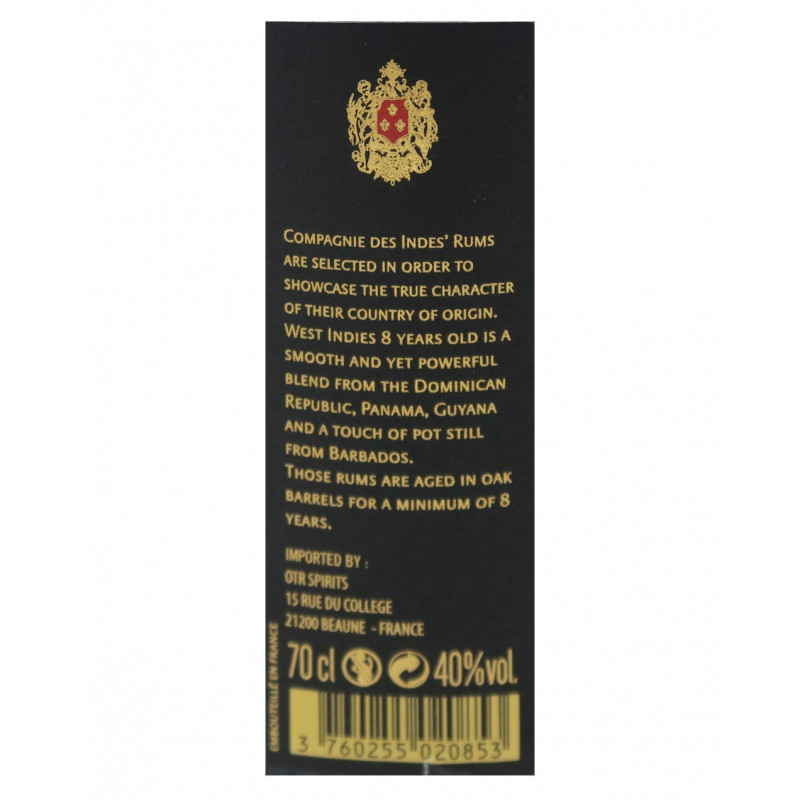 Compagnie des Indes' Rums
are selected in order to
showcase the true character
of their country of origin.
West Indies 8 years old is a
smooth and yet powerful
blend from the Dominican
Republic, Panama, Guyana
and a touch of pot still
from Barbados.
Those rums are aged in oak
barrels for a minimum of 8
years.
IMPORTED BY :
OTR SPIRITS
15 RUE DU COLLEGE
21200 BEAUNE - FRANCE
EMBOUTEILLÉ EN FRANCE
70 cl 40%vol.
3 760255 020853